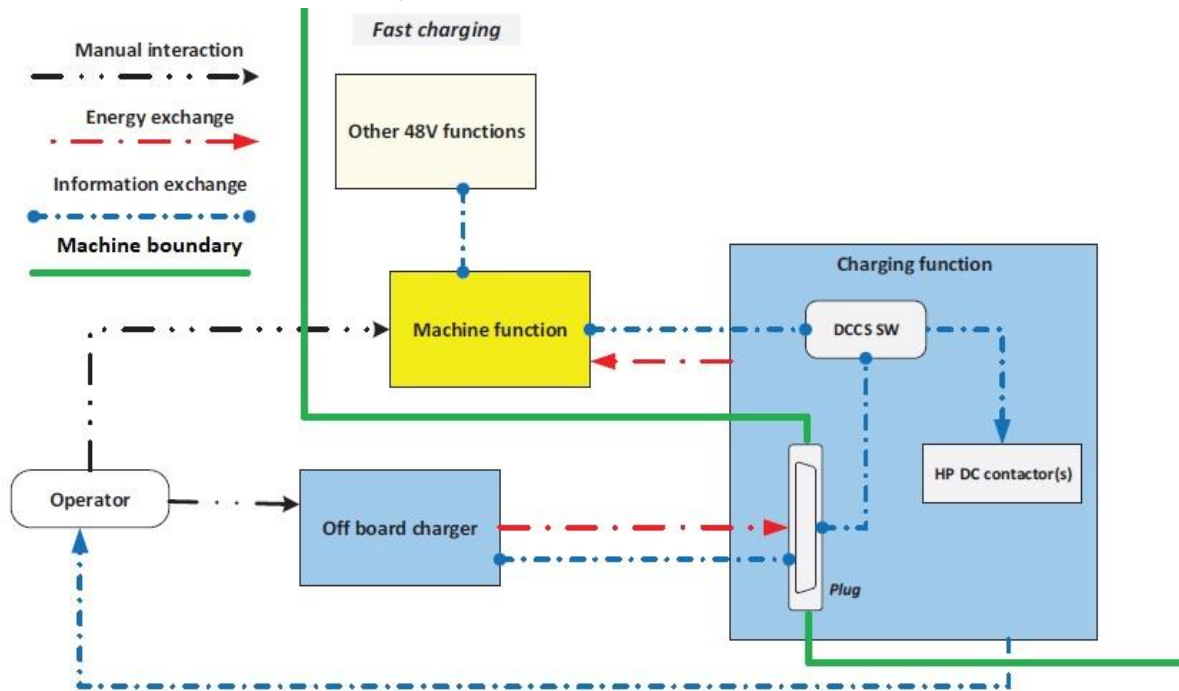 Fast charging
Manual interaction
Energy exchange
Information exchange
Machine boundary
Other 48V functions
Charging function
Machine function
DCCS SW
HP DC contactor(s)
Operator
Off board charger
Plug